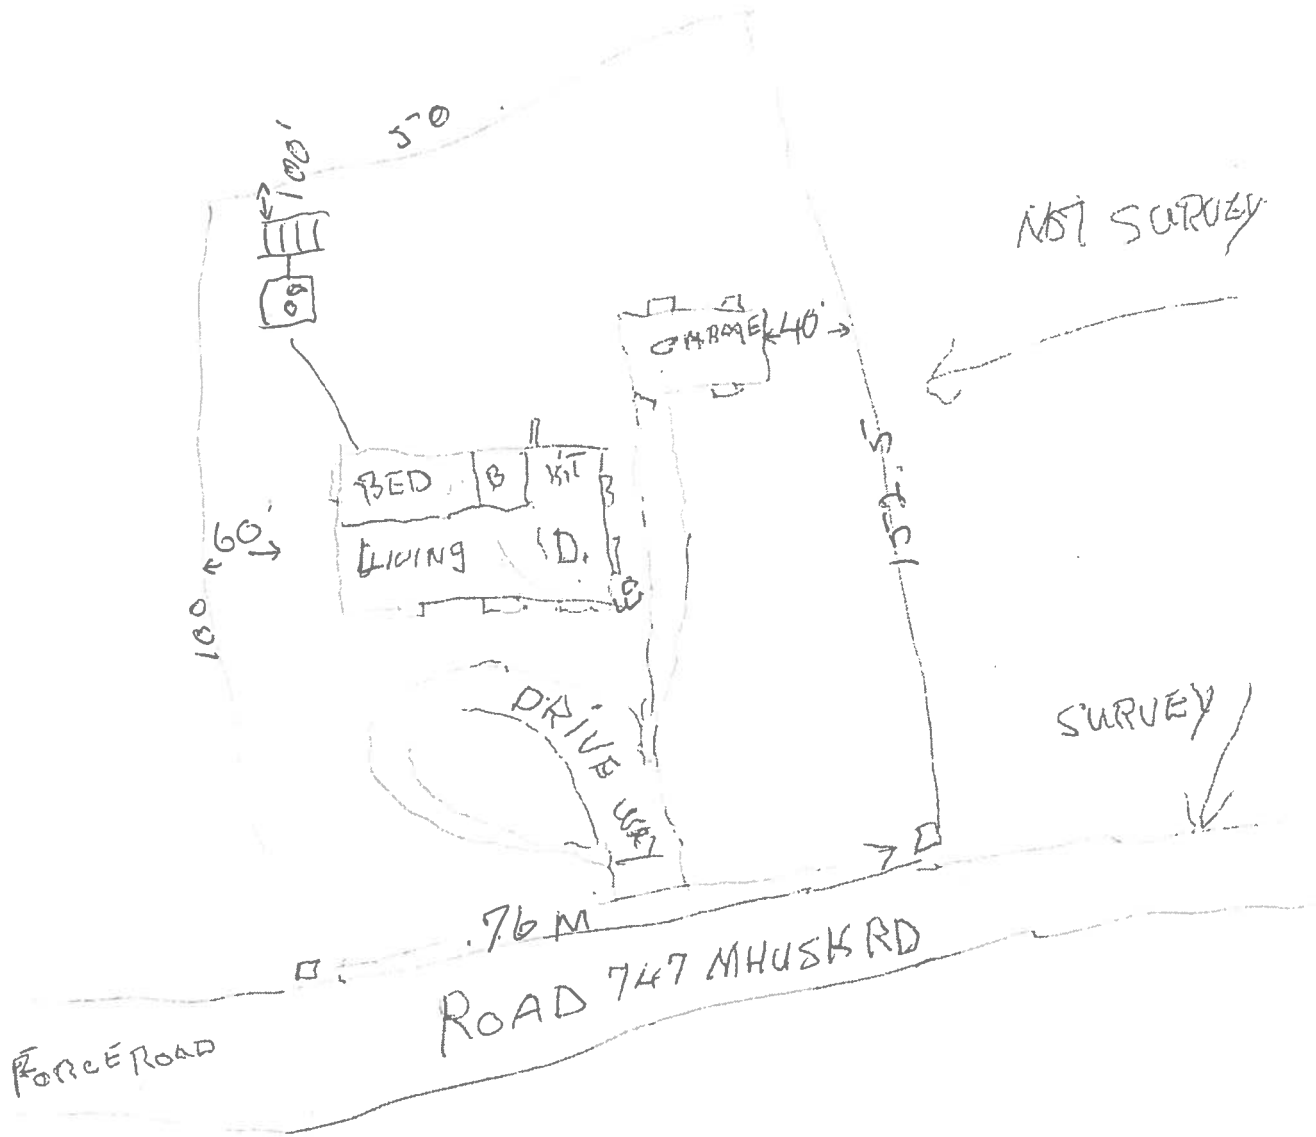 50
100'
NOT SURVEY
GARAGE
40'
BED
B
KIT
60'
LIVING
D.
100
SURVEY
DRIVE WAY
.76 M
ROAD 747 MHUSK RD
FORCE ROAD